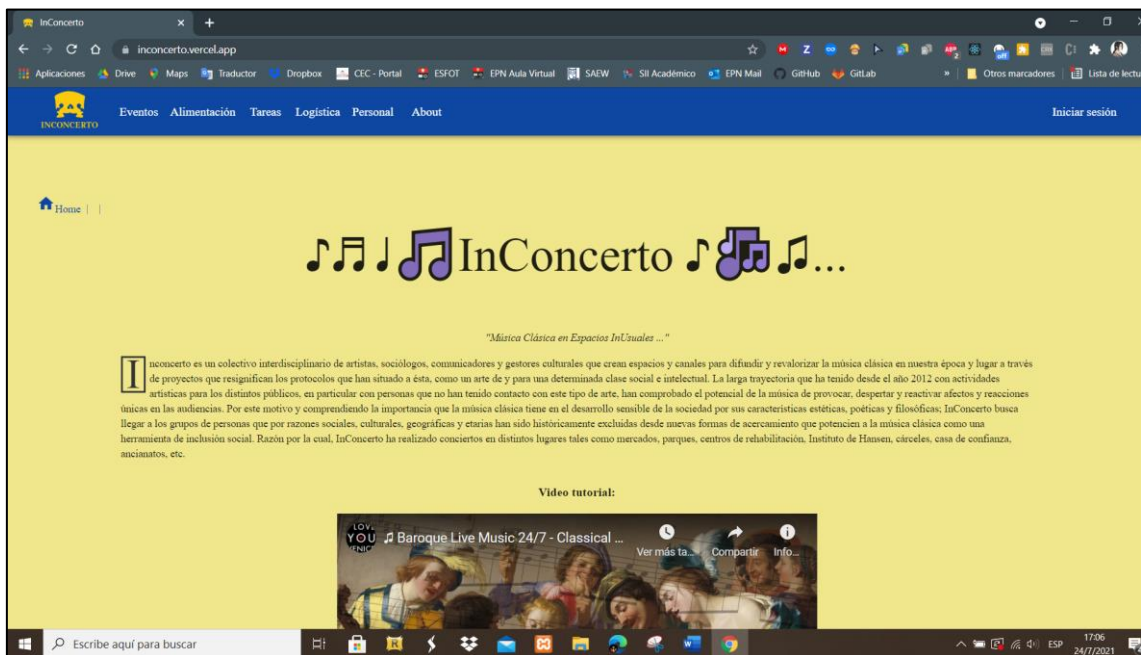 InConcerto
inconcerto.vercel.app
Aplicaciones Drive Maps Traductor Dropbox CEC - Portal ESFOT EPN Aula Virtual SAEW SII Académico EPN Mail GitHub GitLab » Otros marcadores Lista de lectu
INCONCERTO Eventos Alimentación Tareas Logística Personal About Iniciar sesión
Home | |
♪♬♩🎵InConcerto ♪🎶♫...
"Música Clásica en Espacios InUsuales ..."
Inconcerto es un colectivo interdisciplinario de artistas, sociólogos, comunicadores y gestores culturales que crean espacios y canales para difundir y revalorizar la música clásica en nuestra época y lugar a través
de proyectos que resignifican los protocolos que han situado a ésta, como un arte de y para una determinada clase social e intelectual. La larga trayectoria que ha tenido desde el año 2012 con actividades
artísticas para los distintos públicos, en particular con personas que no han tenido contacto con este tipo de arte, han comprobado el potencial de la música de provocar, despertar y reactivar afectos y reacciones
únicas en las audiencias. Por este motivo y comprendiendo la importancia que la música clásica tiene en el desarrollo sensible de la sociedad por sus características estéticas, poéticas y filosóficas; InConcerto busca
llegar a los grupos de personas que por razones sociales, culturales, geográficas y etarias han sido históricamente excluidas desde nuevas formas de acercamiento que potencien a la música clásica como una
herramienta de inclusión social. Razón por la cual, InConcerto ha realizado conciertos en distintos lugares tales como mercados, parques, centros de rehabilitación, Instituto de Hansen, cárceles, casa de confianza,
ancianatos, etc.
Video tutorial:
LOVE
YOU
VENICE
♫ Baroque Live Music 24/7 - Classical ...
Ver más ta... Compartir Info...
Escribe aquí para buscar
ESP
17:06
24/7/2021